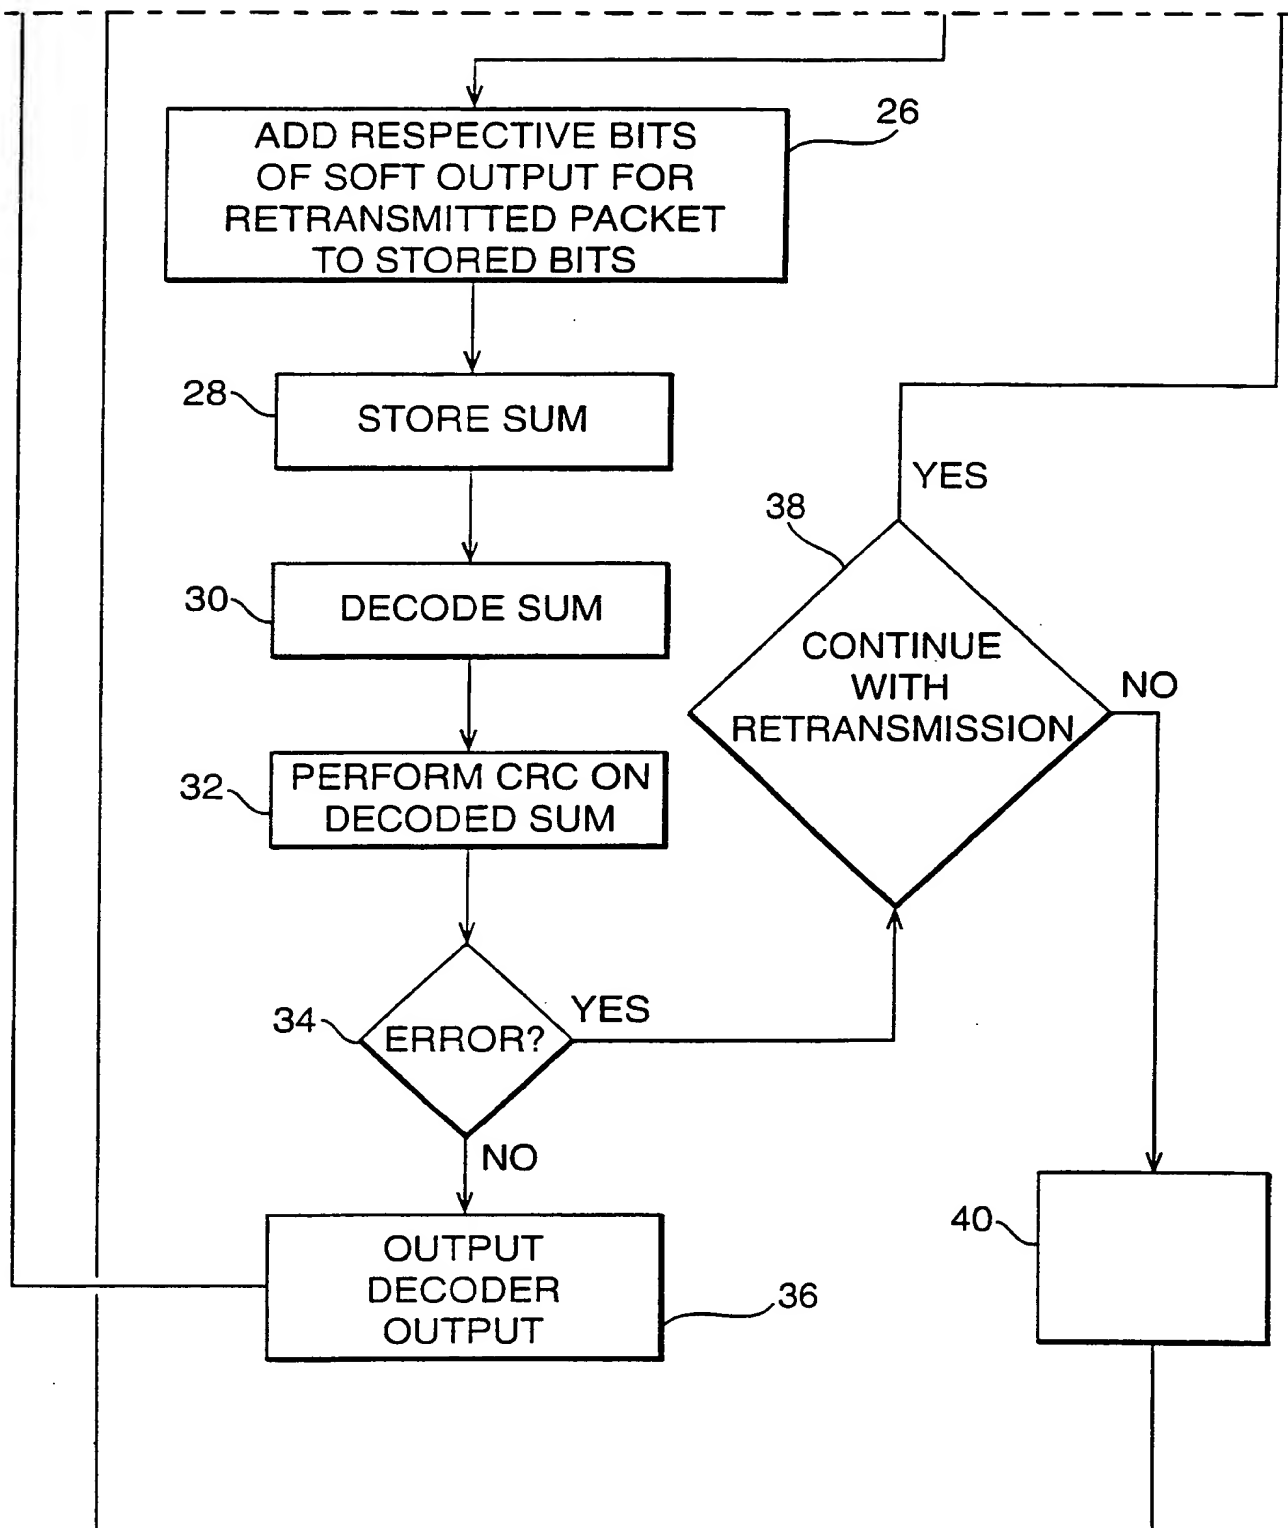 26
ADD RESPECTIVE BITS
OF SOFT OUTPUT FOR
RETRANSMITTED PACKET
TO STORED BITS
28
STORE SUM
YES
38
30
DECODE SUM
CONTINUE
WITH
RETRANSMISSION
NO
32
PERFORM CRC ON
DECODED SUM
34
ERROR?
YES
NO
40
OUTPUT
DECODER
OUTPUT
36